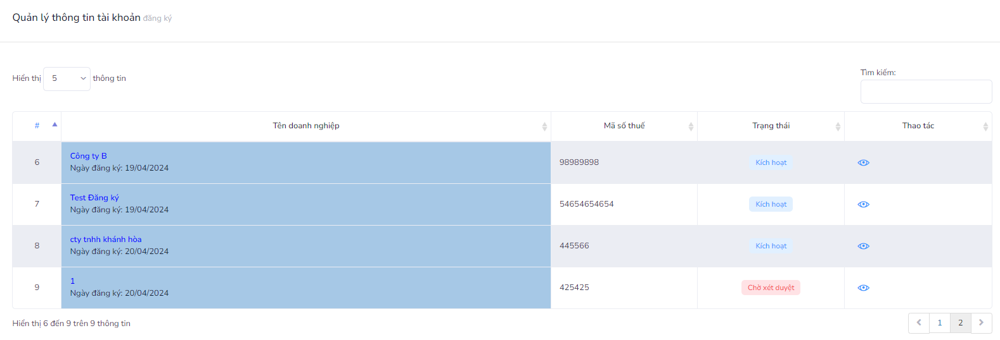 Quản lý thông tin tài khoản đăng ký
Hiển thị 5 thông tin
Tìm kiếm:
# Tên doanh nghiệp Mã số thuế Trạng thái Thao tác
6 Công ty B 98989898 Kích hoạt
Ngày đăng ký: 19/04/2024
7 Test Đăng ký 54654654654 Kích hoạt
Ngày đăng ký: 19/04/2024
8 cty tnhh khánh hòa 445566 Kích hoạt
Ngày đăng ký: 20/04/2024
9 1 425425 Chờ xét duyệt
Ngày đăng ký: 20/04/2024
Hiển thị 6 đến 9 trên 9 thông tin
1 2